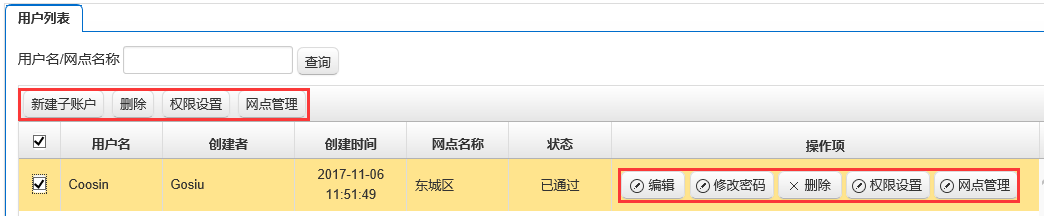 用户列表
用户名/网点名称 查询
新建子账户 删除 权限设置 网点管理
用户名 创建者 创建时间 网点名称 状态 操作项
Coosin Gosiu 2017-11-06 11:51:49 东城区 已通过 编辑 修改密码 删除 权限设置 网点管理